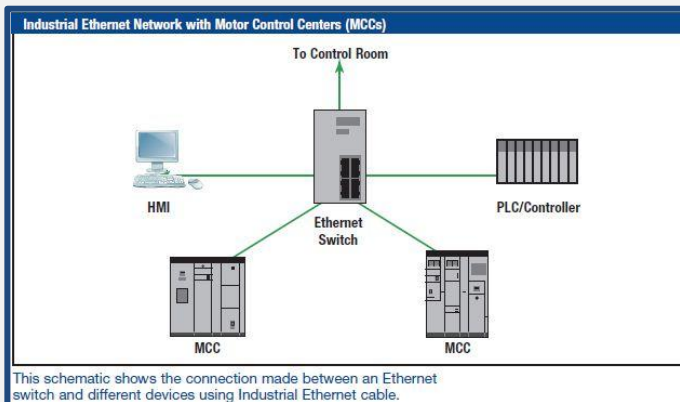 Industrial Ethernet Network with Motor Control Centers (MCCs)
To Control Room
HMI
Ethernet
Switch
PLC/Controller
MCC
MCC
This schematic shows the connection made between an Ethernet
switch and different devices using Industrial Ethernet cable.